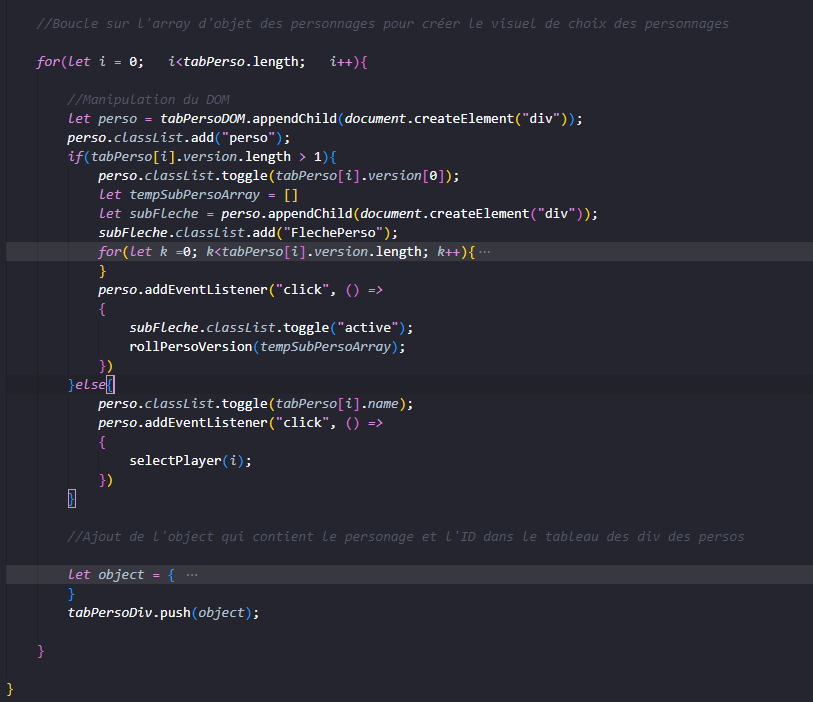 //Boucle sur l'array d'objet des personnages pour créer le visuel de choix des personnages
for(let i = 0;   i<tabPerso.length;   i++){
//Manipulation du DOM
let perso = tabPersoDOM.appendChild(document.createElement("div"));
perso.classList.add("perso");
if(tabPerso[i].version.length > 1){
perso.classList.toggle(tabPerso[i].version[0]);
let tempSubPersoArray = []
let subFleche = perso.appendChild(document.createElement("div"));
subFleche.classList.add("FlechePerso");
for(let k =0; k<tabPerso[i].version.length; k++){ ···
}
perso.addEventListener("click", () =>
{
subFleche.classList.toggle("active");
rollPersoVersion(tempSubPersoArray);
})
}else{
perso.classList.toggle(tabPerso[i].name);
perso.addEventListener("click", () =>
{
selectPlayer(i);
})
}
//Ajout de l'object qui contient le personage et l'ID dans le tableau des div des persos
let object = { ···
}
tabPersoDiv.push(object);
}
}